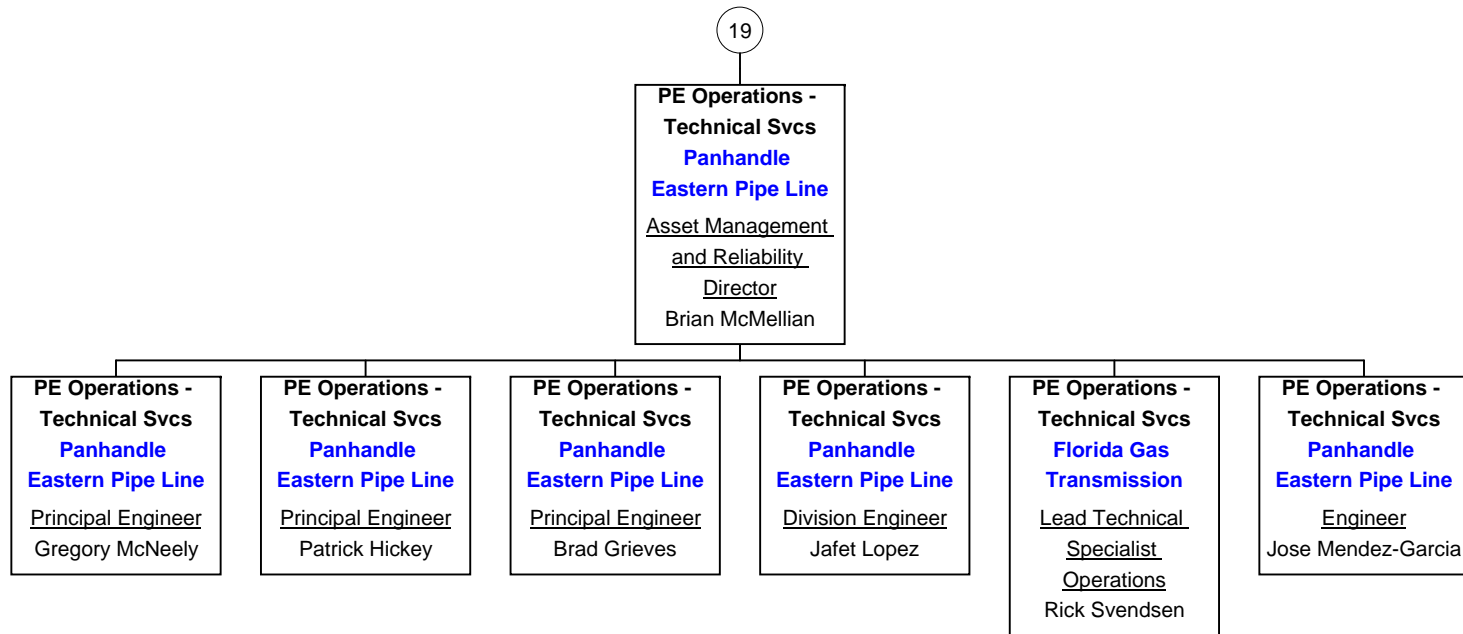 19
PE Operations -
Technical Svcs
Panhandle
Eastern Pipe Line
Asset Management
and Reliability
Director
Brian McMellian
PE Operations -
Technical Svcs
Panhandle
Eastern Pipe Line
Principal Engineer
Gregory McNeely
PE Operations -
Technical Svcs
Panhandle
Eastern Pipe Line
Principal Engineer
Patrick Hickey
PE Operations -
Technical Svcs
Panhandle
Eastern Pipe Line
Principal Engineer
Brad Grieves
PE Operations -
Technical Svcs
Panhandle
Eastern Pipe Line
Division Engineer
Jafet Lopez
PE Operations -
Technical Svcs
Florida Gas
Transmission
Lead Technical
Specialist
Operations
Rick Svendsen
PE Operations -
Technical Svcs
Panhandle
Eastern Pipe Line
Engineer
Jose Mendez-Garcia